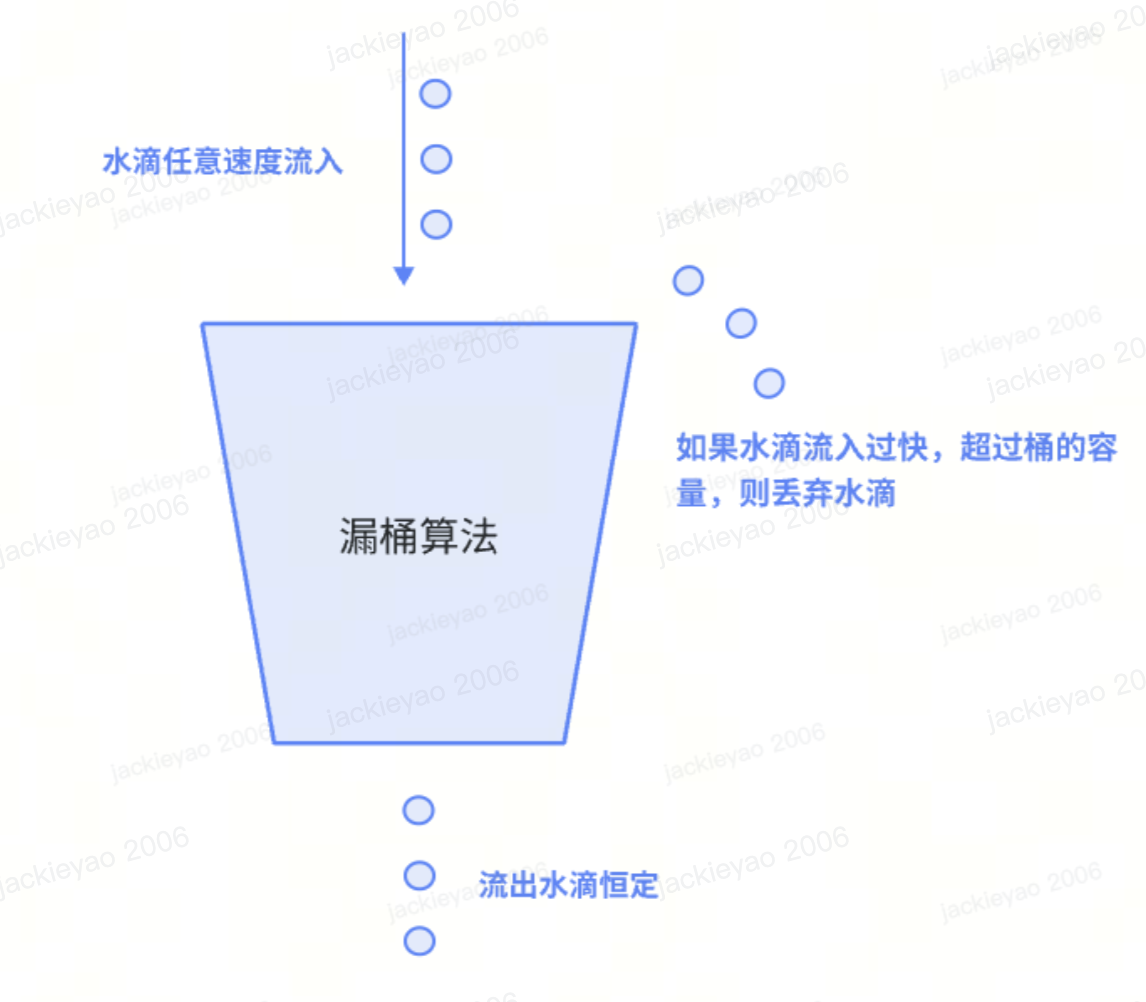 水滴任意速度流入
如果水滴流入过快，超过桶的容
量，则丢弃水滴
漏桶算法
流出水滴恒定
jackieyao 2006